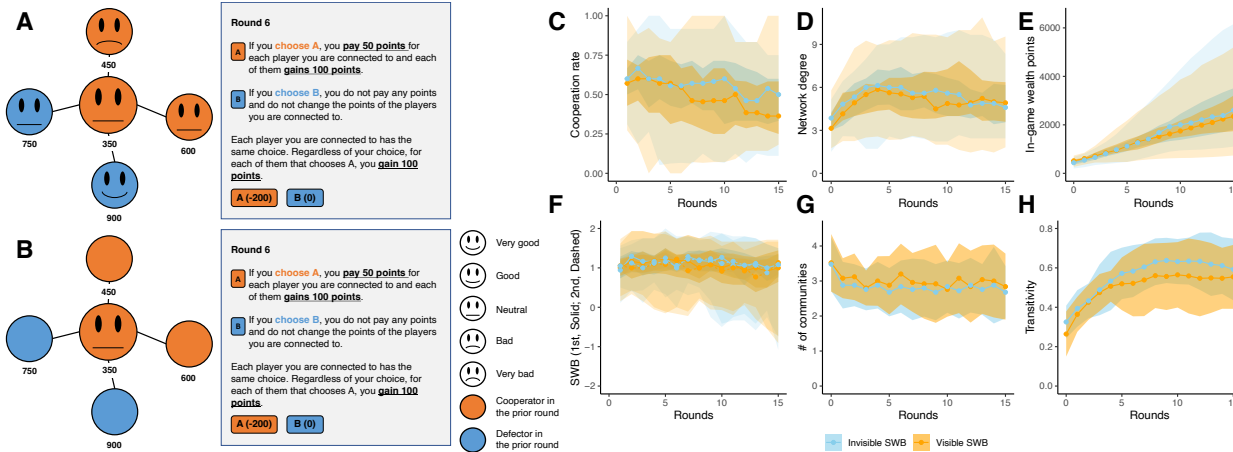 A
450
750
350
600
900
Round 6
A
If you choose A, you pay 50 points for
each player you are connected to and each
of them gains 100 points.
B
If you choose B, you do not pay any points
and do not change the points of the players
you are connected to.
Each player you are connected to has the
same choice. Regardless of your choice, for
each of them that chooses A, you gain 100
points.
A (-200)
B (0)
B
450
750
350
600
900
Round 6
A
If you choose A, you pay 50 points for
each player you are connected to and each
of them gains 100 points.
B
If you choose B, you do not pay any points
and do not change the points of the players
you are connected to.
Each player you are connected to has the
same choice. Regardless of your choice, for
each of them that chooses A, you gain 100
points.
A (-200)
B (0)
Very good
Good
Neutral
Bad
Very bad
Cooperator in
the prior round
Defector in
the prior round
C
Cooperation rate
1.00
0.75
0.50
0.25
0.00
0
5
10
15
Rounds
D
Network degree
9
6
3
0
0
5
10
15
Rounds
E
In-game wealth points
6000
4000
2000
0
0
5
10
15
Rounds
F
SWB (1st, Solid; 2nd, Dashed)
2
1
0
−1
−2
0
5
10
15
Rounds
G
# of communities
4
3
2
1
0
0
5
10
15
Rounds
H
Transitivity
0.8
0.6
0.4
0.2
0.0
0
5
10
15
Rounds
Invisible SWB
Visible SWB